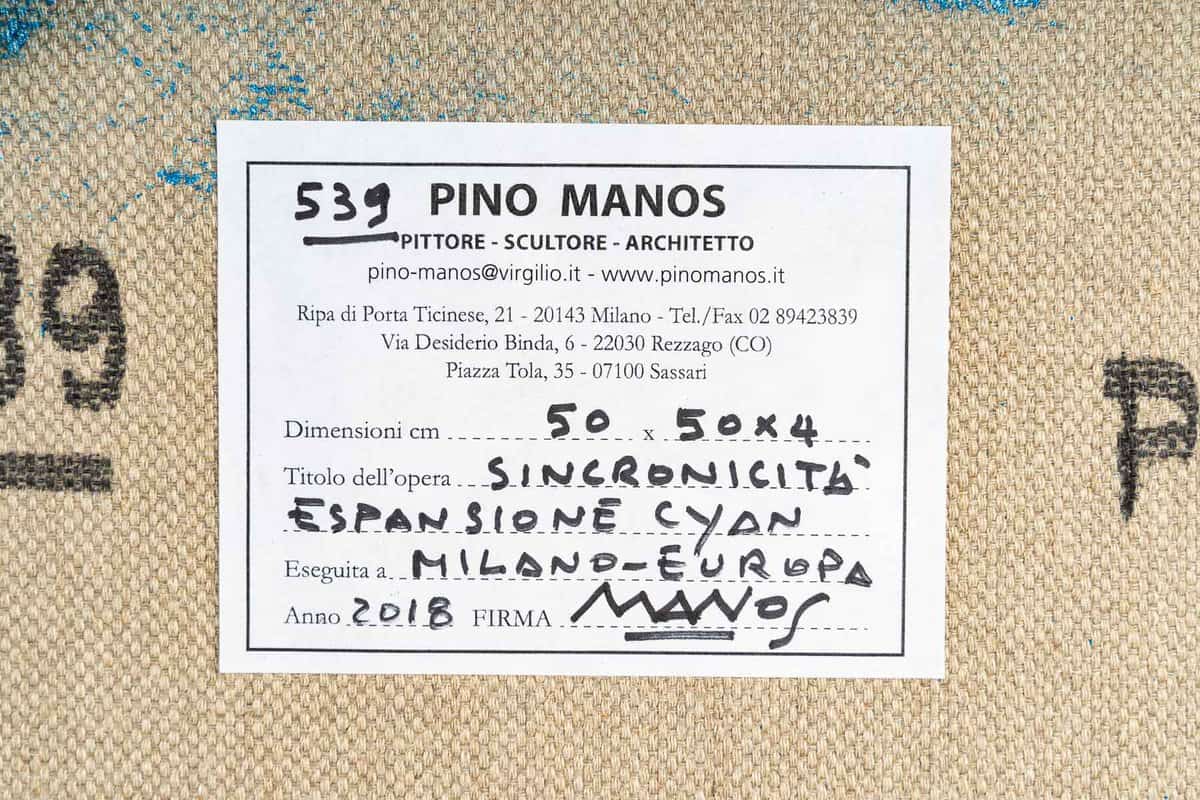 539 PINO MANOS
PITTORE - SCULTORE - ARCHITETTO
pino-manos@virgilio.it - www.pinomanos.it
Ripa di Porta Ticinese, 21 - 20143 Milano - Tel./Fax 02 89423839
Via Desiderio Binda, 6 - 22030 Rezzago (CO)
Piazza Tola, 35 - 07100 Sassari
Dimensioni cm 50 x 50x4
Titolo dell'opera SINCRONICITÀ
ESPANSIONE CYAN
Eseguita a MILANO-EUROPA
Anno 2018 FIRMA MANOS
39
P